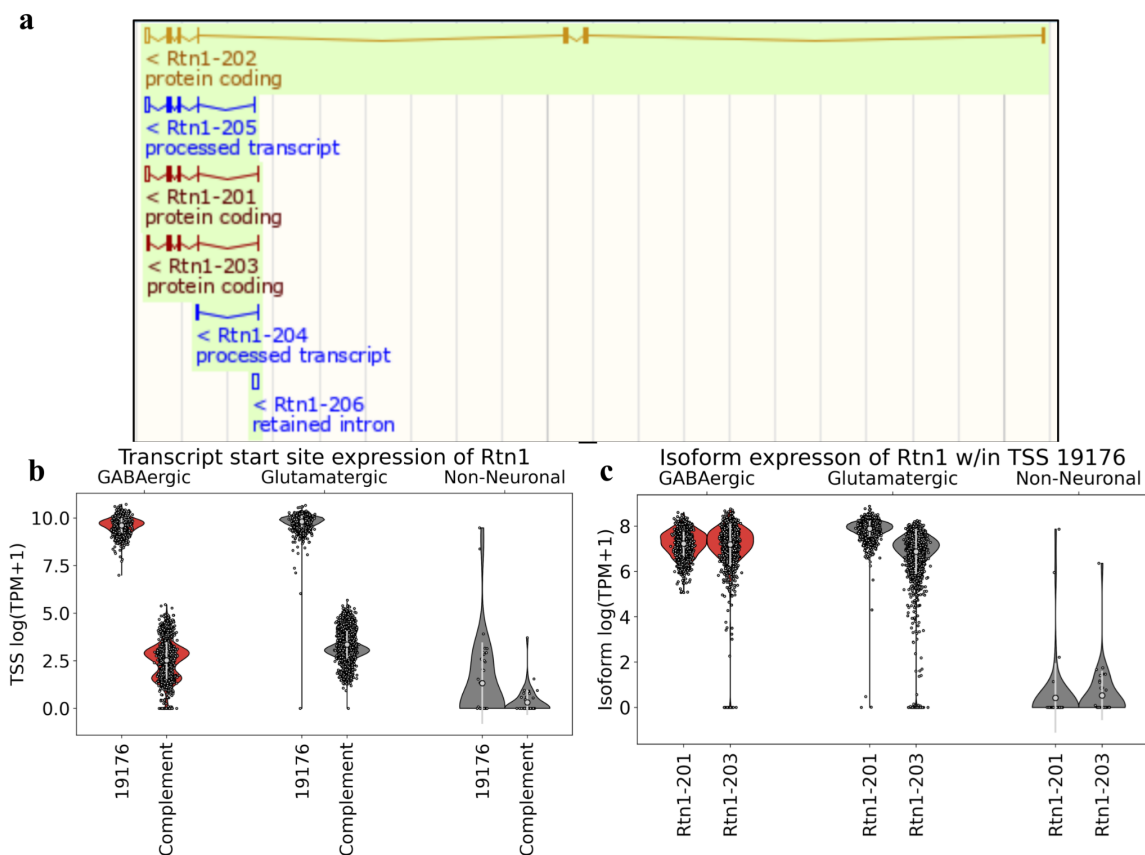 a
< Rtn1-202
protein coding
< Rtn1-205
processed transcript
< Rtn1-201
protein coding
< Rtn1-203
protein coding
< Rtn1-204
processed transcript
< Rtn1-206
retained intron
b
Transcript start site expression of Rtn1
GABAergic Glutamatergic Non-Neuronal
TSS log(TPM+1)
10.0
7.5
5.0
2.5
0.0
19176 Complement 19176 Complement 19176 Complement
c
Isoform expresson of Rtn1 w/in TSS 19176
GABAergic Glutamatergic Non-Neuronal
Isoform log(TPM+1)
8
6
4
2
0
Rtn1-201 Rtn1-203 Rtn1-201 Rtn1-203 Rtn1-201 Rtn1-203